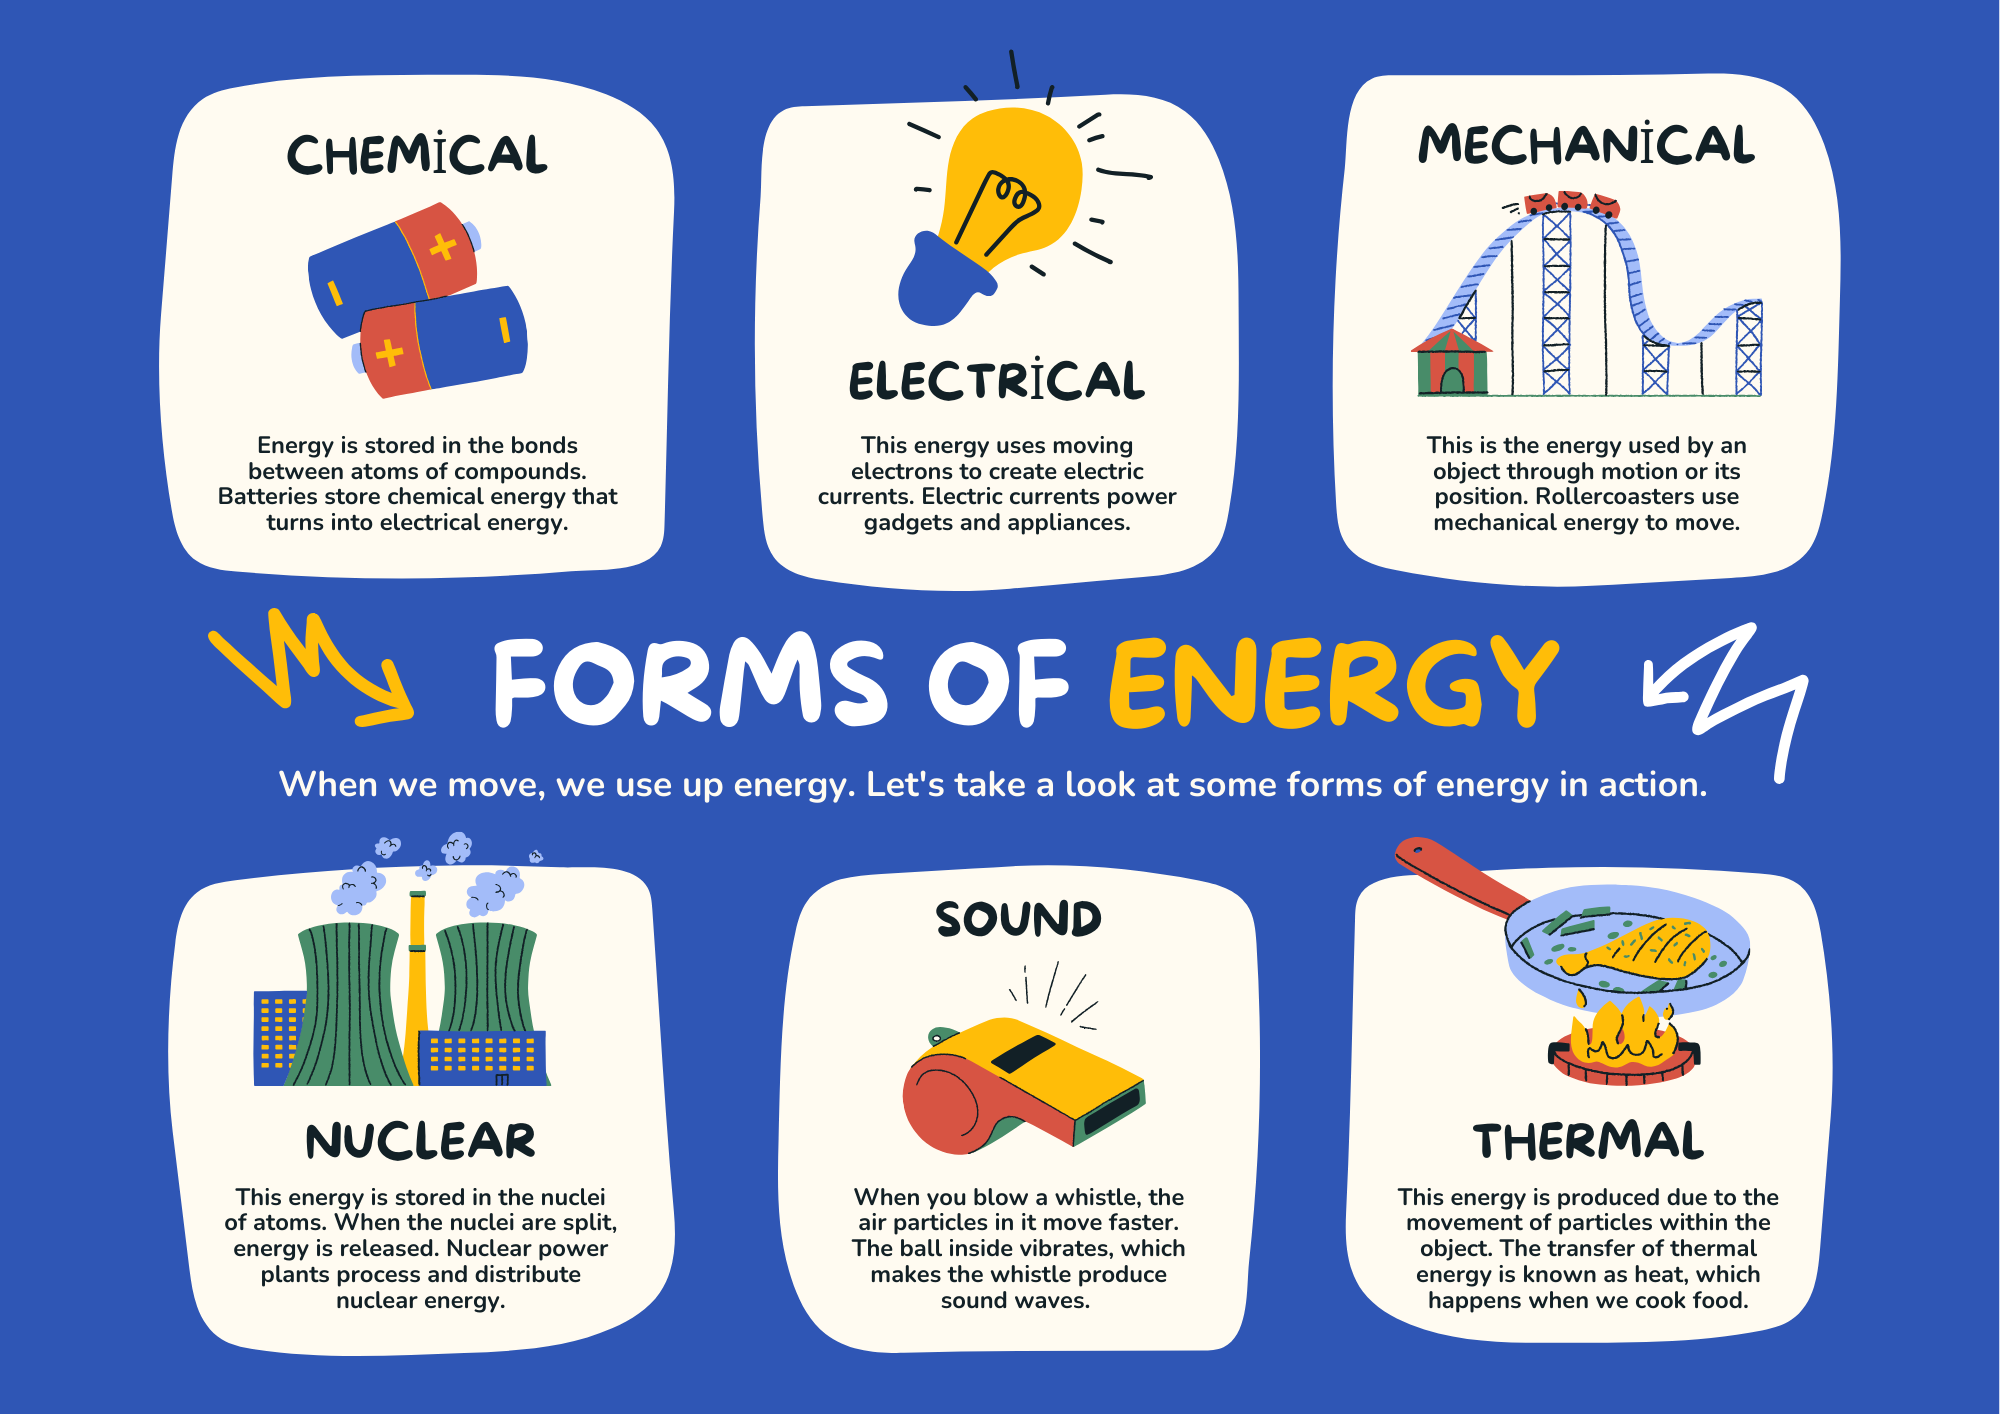 CHEMİCAL
Energy is stored in the bonds
between atoms of compounds.
Batteries store chemical energy that
turns into electrical energy.
ELECTRİCAL
This energy uses moving
electrons to create electric
currents. Electric currents power
gadgets and appliances.
MECHANİCAL
This is the energy used by an
object through motion or its
position. Rollercoasters use
mechanical energy to move.
FORMS OF ENERGY
When we move, we use up energy. Let's take a look at some forms of energy in action.
NUCLEAR
This energy is stored in the nuclei
of atoms. When the nuclei are split,
energy is released. Nuclear power
plants process and distribute
nuclear energy.
SOUND
When you blow a whistle, the
air particles in it move faster.
The ball inside vibrates, which
makes the whistle produce
sound waves.
THERMAL
This energy is produced due to the
movement of particles within the
object. The transfer of thermal
energy is known as heat, which
happens when we cook food.